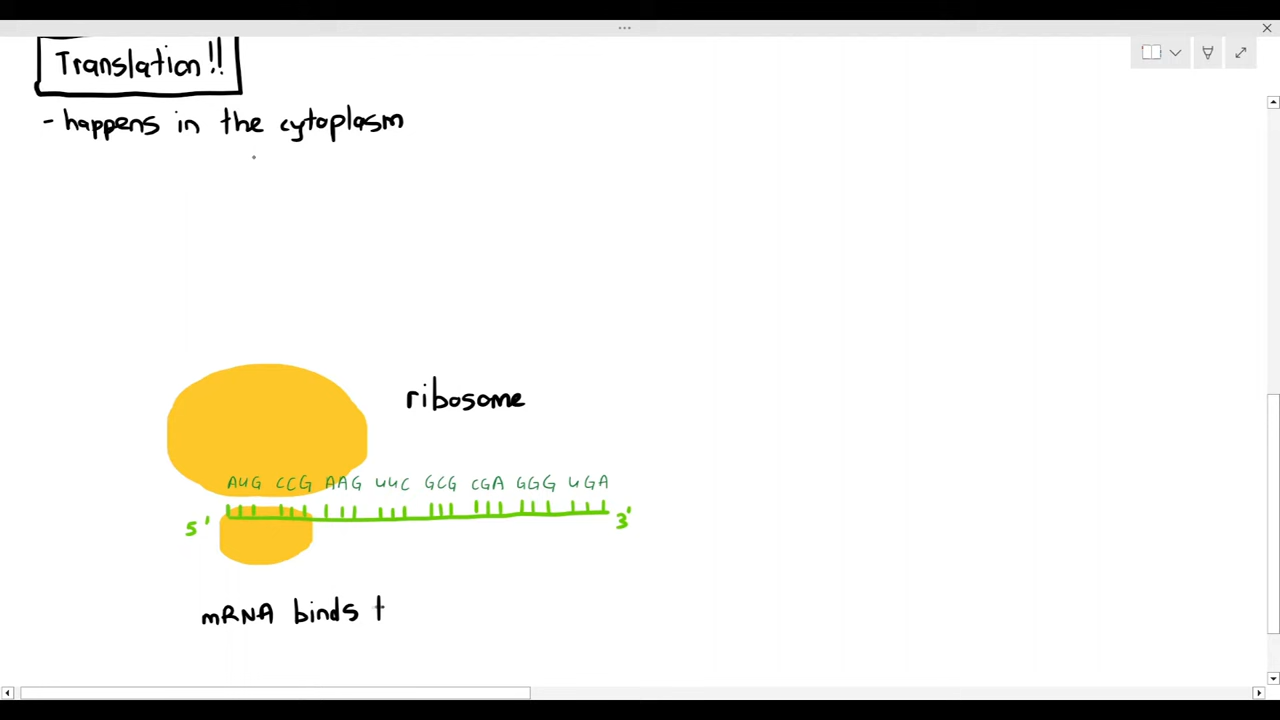 Translation!!
- happens in the cytoplasm
ribosome
AUG CCG AAG UUC GCG CGA GGG UGA
5' 3'
mRNA binds t